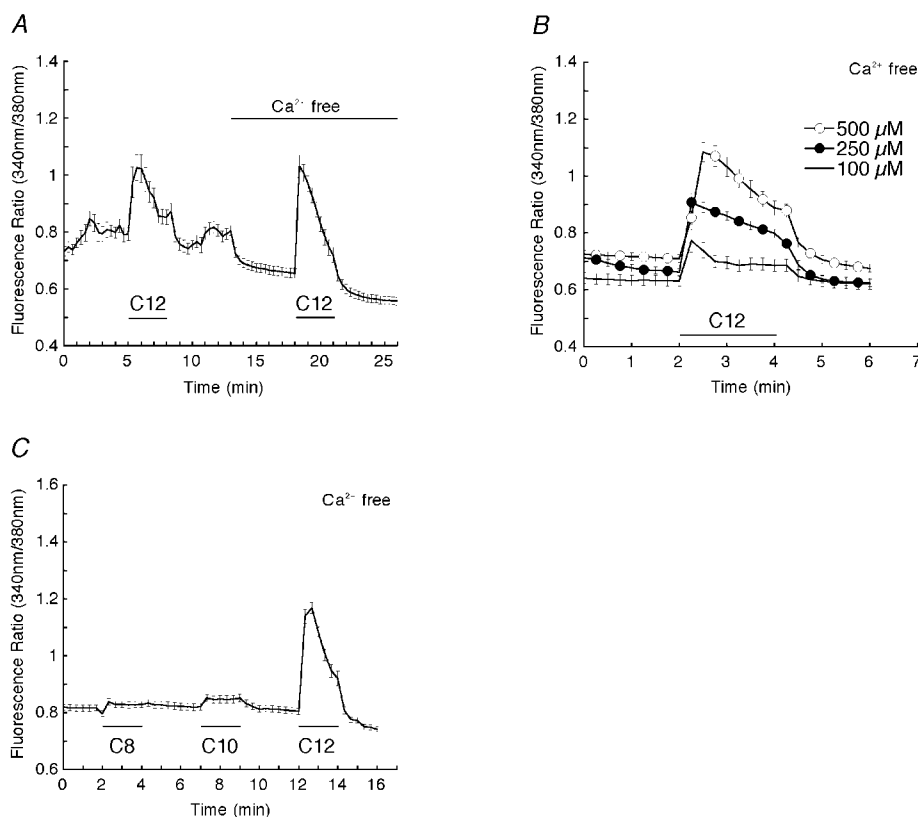 A
Fluorescence Ratio (340nm/380nm)
1.4
1.2
1
0.8
0.6
0.4
Ca²⁻ free
C12
C12
0 5 10 15 20 25
Time (min)
B
Fluorescence Ratio (340nm/380nm)
1.4
1.2
1
0.8
0.6
0.4
Ca²⁺ free
500 µM
250 µM
100 µM
C12
0 1 2 3 4 5 6 7
Time (min)
C
Fluorescence Ratio (340nm/380nm)
1.6
1.4
1.2
1
0.8
0.6
Ca²⁻ free
C8
C10
C12
0 2 4 6 8 10 12 14 16
Time (min)